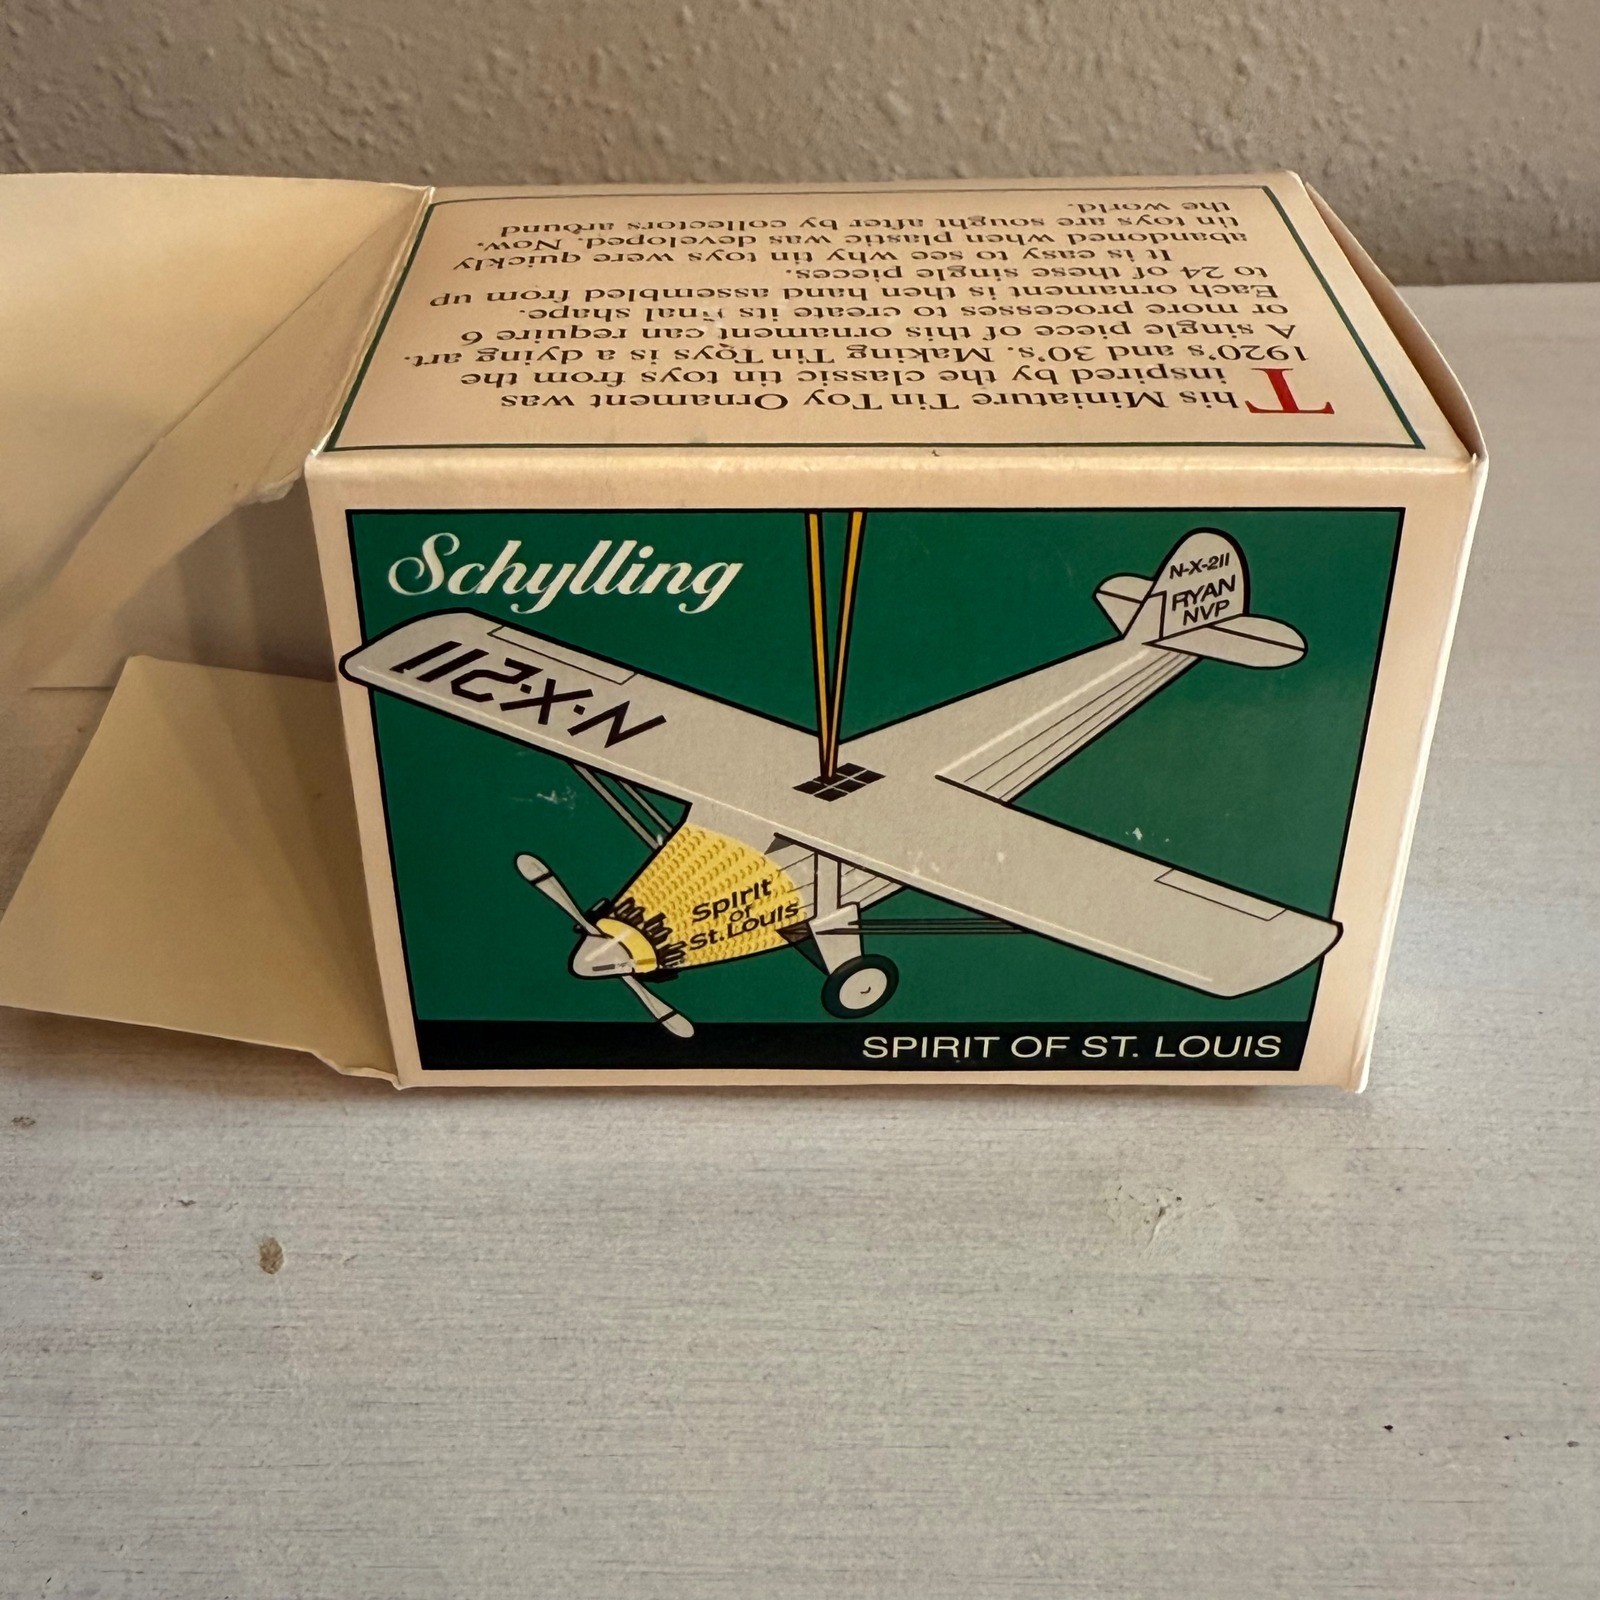 This Miniature Tin Toy Ornament was
inspired by the classic tin toys from the
1920's and 30's. Making Tin Toys is a dying art.
A single piece of this ornament can require 6
or more processes to create its final shape.
Each ornament is then hand assembled from up
to 24 of these single pieces.
It is easy to see why tin toys were quickly
abandoned when plastic was developed. Now,
tin toys are sought after by collectors around
the world.
Schylling
N-X-211
RYAN
NYP
N·X·211
Spirit
of
St.Louis
SPIRIT OF ST. LOUIS